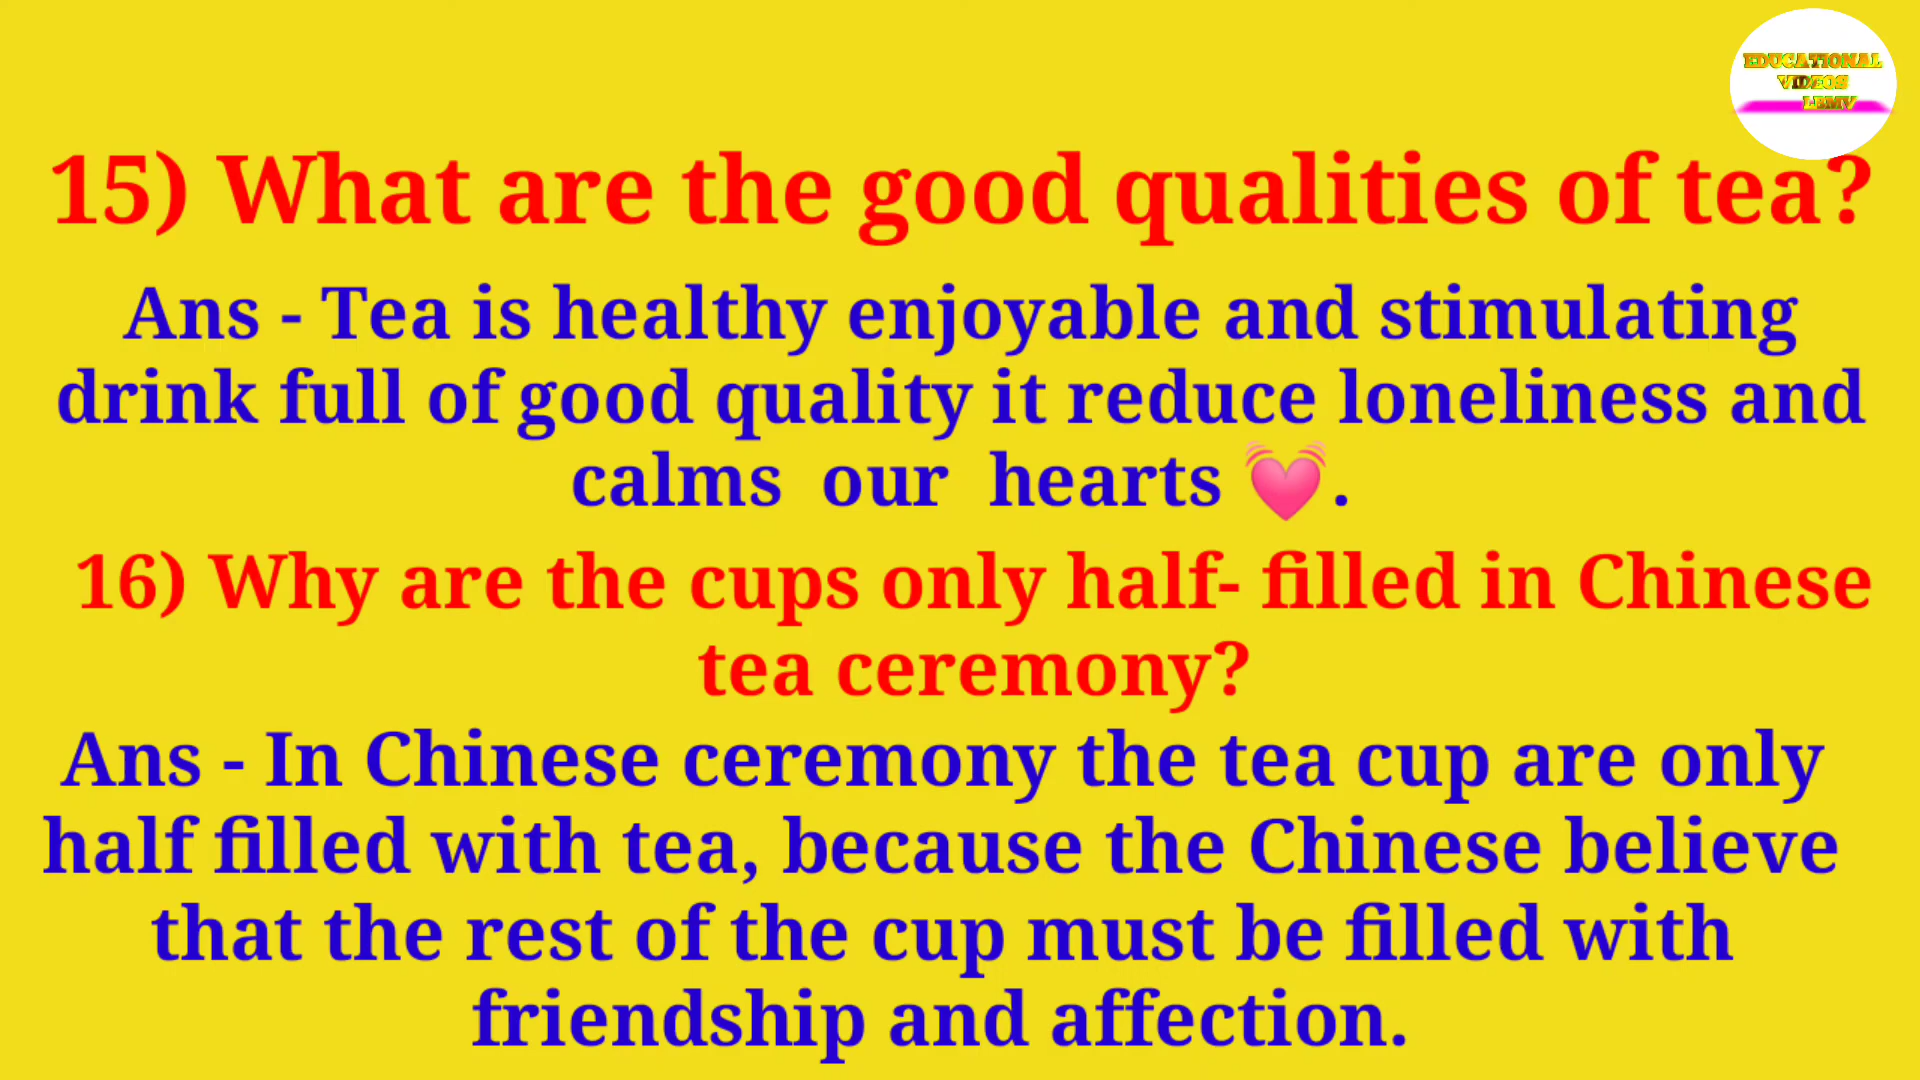 EDUCATIONAL
VIDEOS
15) What are the good qualities of tea?
Ans - Tea is healthy enjoyable and stimulating
drink full of good quality it reduce loneliness and
calms our hearts 💓.
16) Why are the cups only half- filled in Chinese
tea ceremony?
Ans - In Chinese ceremony the tea cup are only
half filled with tea, because the Chinese believe
that the rest of the cup must be filled with
friendship and affection.